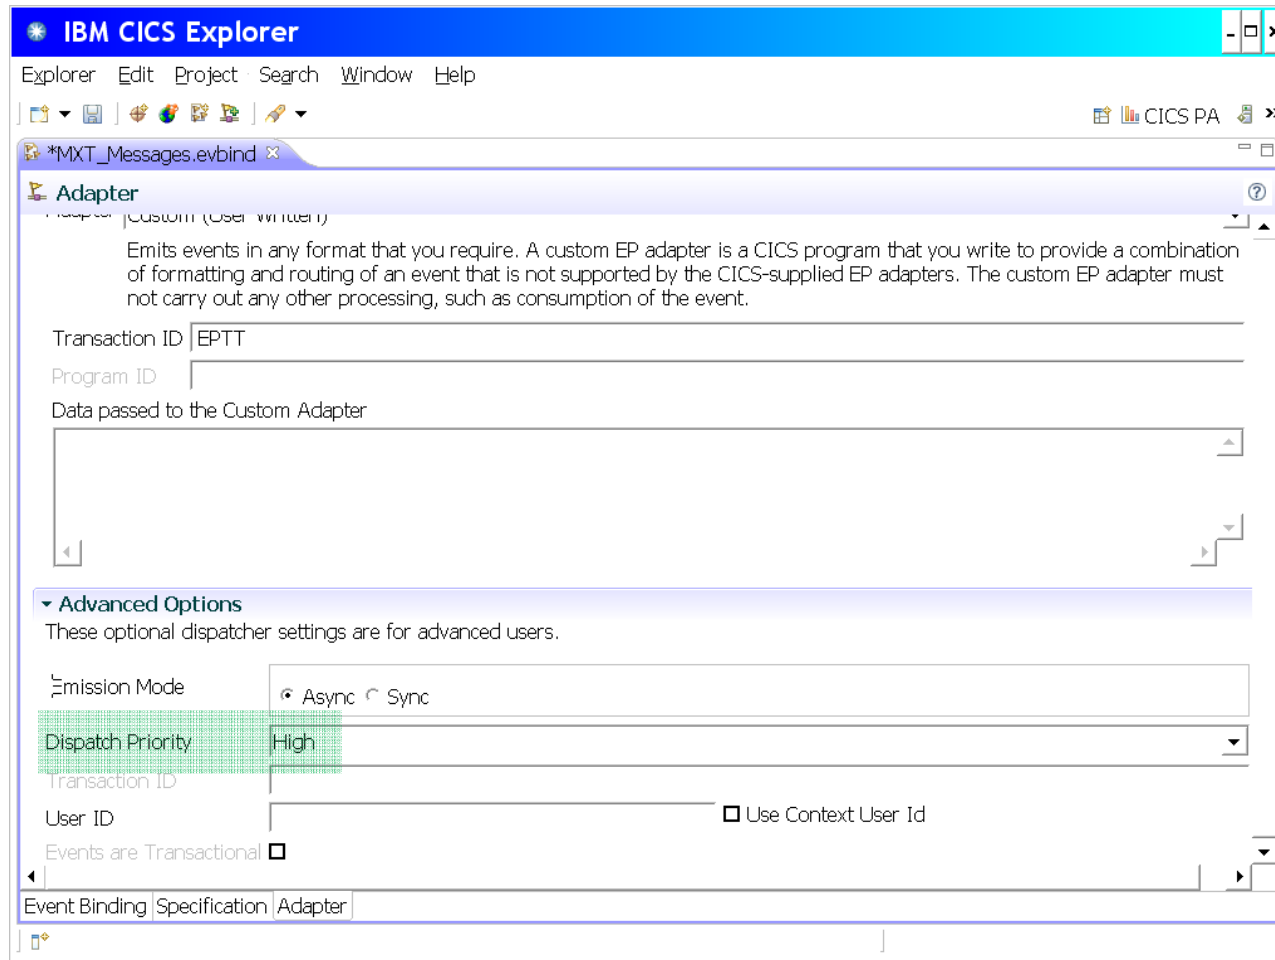 IBM CICS Explorer
Explorer Edit Project Search Window Help
CICS PA
*MXT_Messages.evbind
Adapter
Adapter Custom (User Written)
Emits events in any format that you require. A custom EP adapter is a CICS program that you write to provide a combination
of formatting and routing of an event that is not supported by the CICS-supplied EP adapters. The custom EP adapter must
not carry out any other processing, such as consumption of the event.
Transaction ID EPTT
Program ID
Data passed to the Custom Adapter
Advanced Options
These optional dispatcher settings are for advanced users.
Emission Mode
Async Sync
Dispatch Priority High
Transaction ID
User ID Use Context User Id
Events are Transactional
Event Binding Specification Adapter